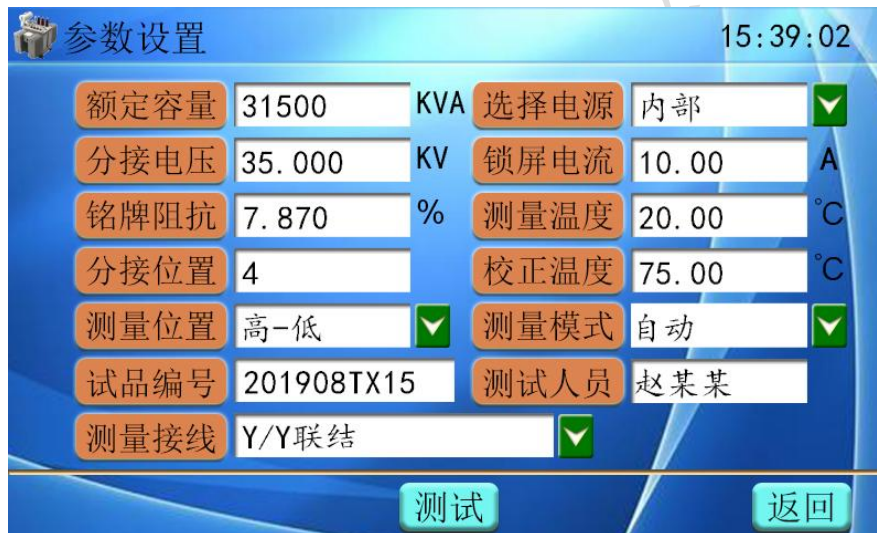 参数设置 15:39:02
额定容量 31500 KVA 选择电源 内部
分接电压 35.000 KV 锁屏电流 10.00 A
铭牌阻抗 7.870 % 测量温度 20.00 ℃
分接位置 4 校正温度 75.00 ℃
测量位置 高-低 测量模式 自动
试品编号 201908TX15 测试人员 赵某某
测量接线 Y/Y联结
测试 返回